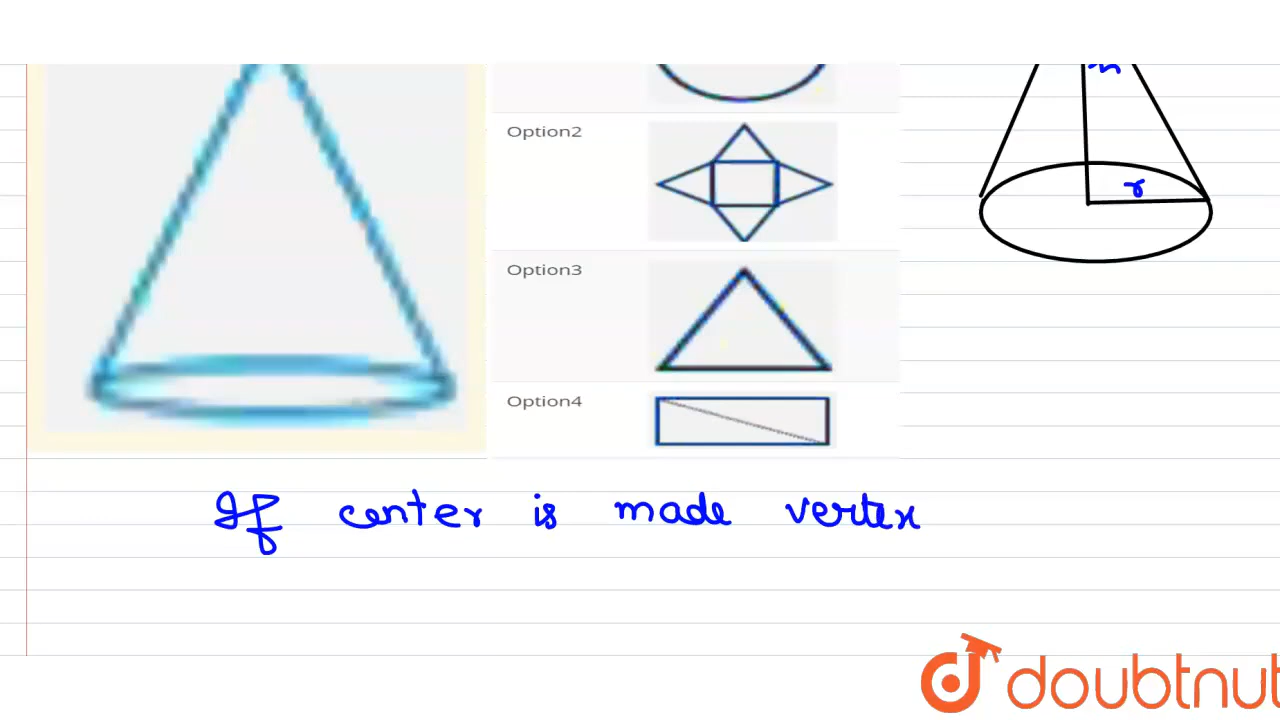 Option2
r
Option3
Option4
If center is made vertex
doubtnut